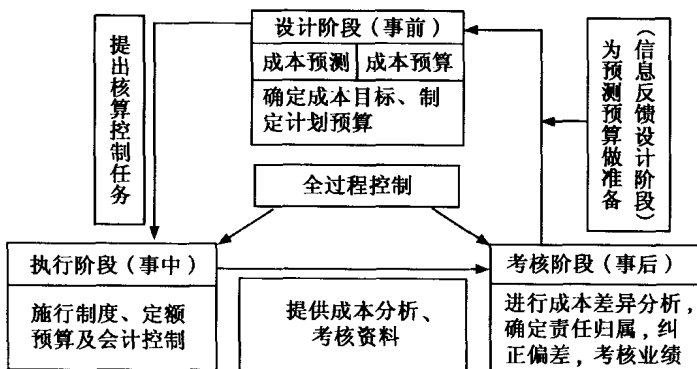 设计阶段（事前）
成本预测 成本预算
确定成本目标、制
定计划预算
提出核算控制任务
（信息反馈设计阶段）
为预测预算做准备
全过程控制
执行阶段（事中）
施行制度、定额
预算及会计控制
提供成本分析、
考核资料
考核阶段（事后）
进行成本差异分析，
确定责任归属，纠
正偏差，考核业绩